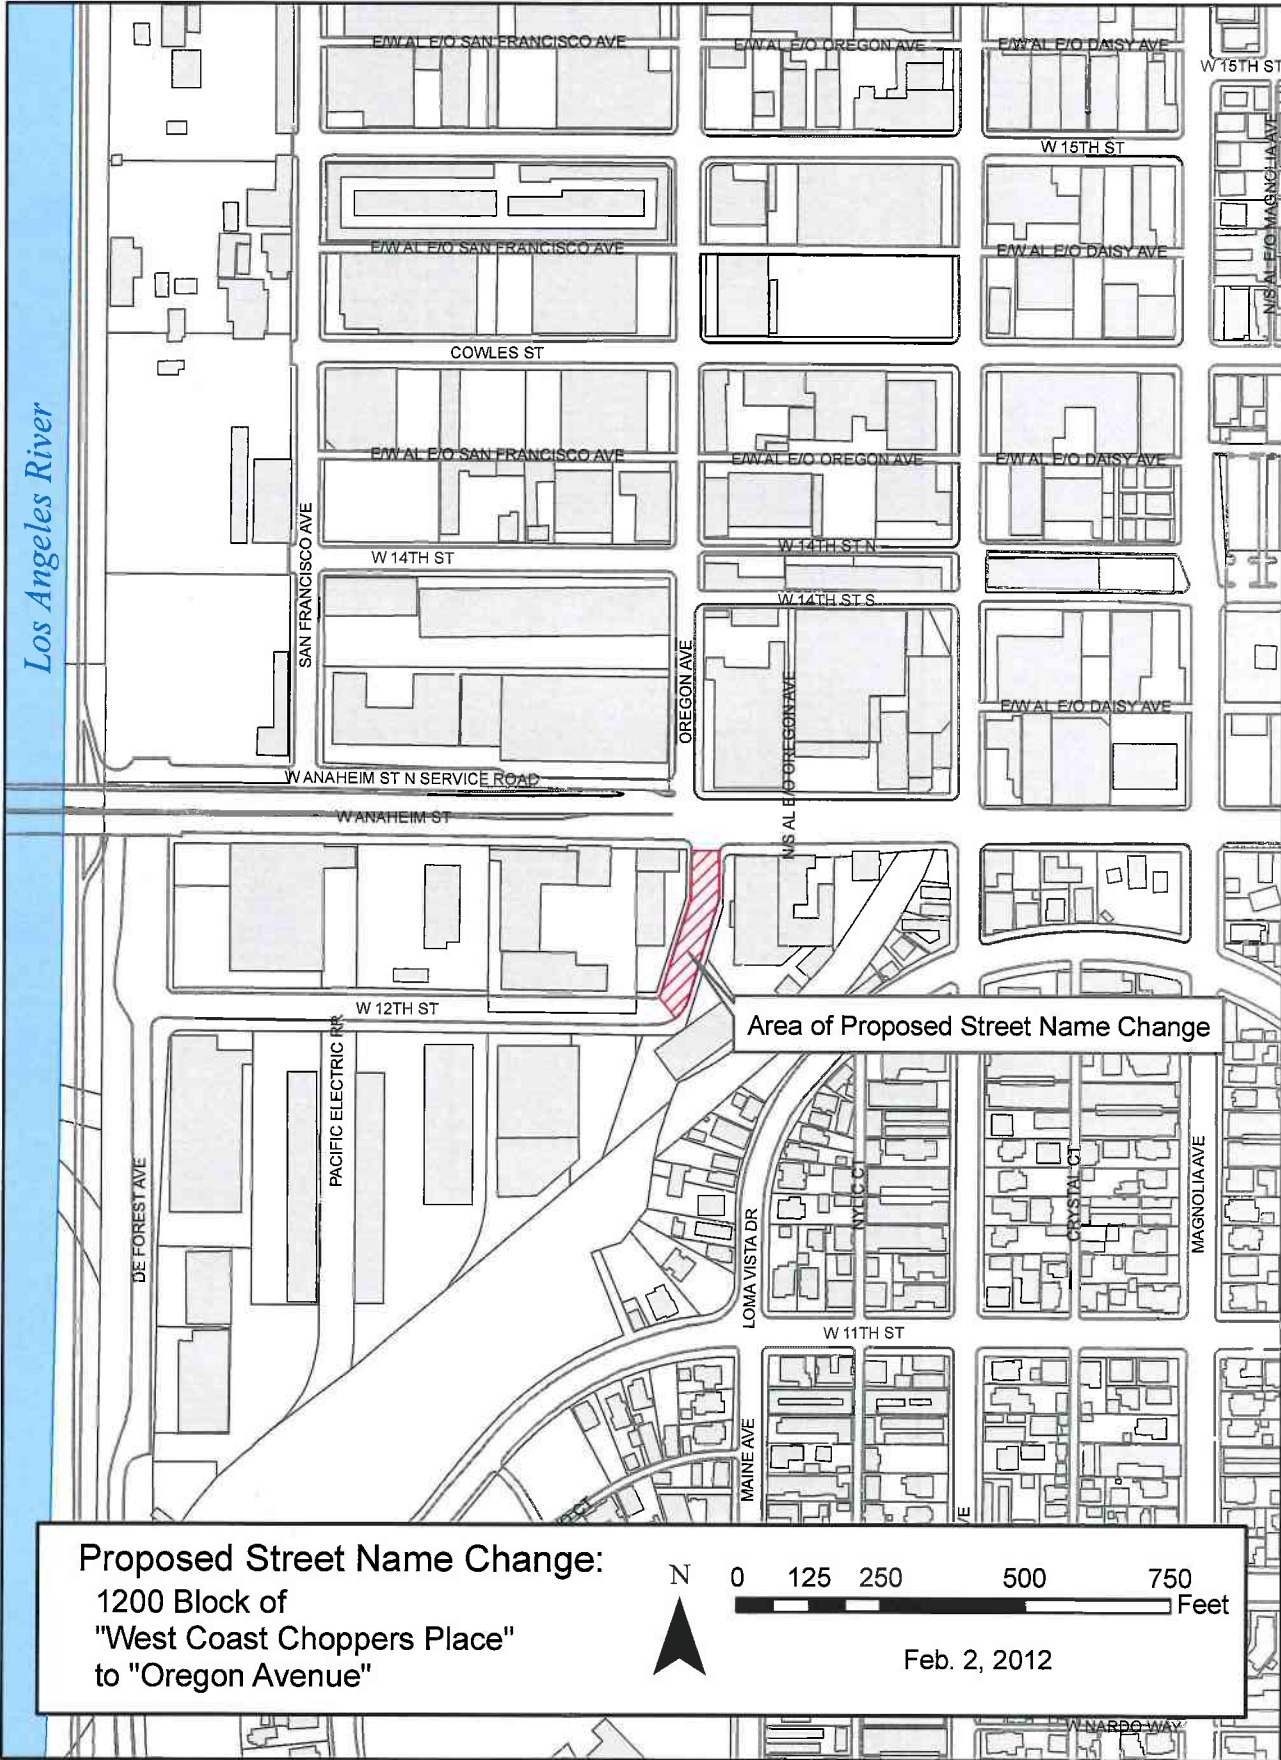 E/W AL E/O SAN FRANCISCO AVE
E/W AL E/O OREGON AVE
E/W AL E/O DAISY AVE
W 15TH ST
W 15TH ST
N/S AL E/O MAGNOLIA AVE
E/W AL E/O SAN FRANCISCO AVE
E/W AL E/O DAISY AVE
COWLES ST
Los Angeles River
E/W AL E/O SAN FRANCISCO AVE
E/W AL E/O OREGON AVE
E/W AL E/O DAISY AVE
SAN FRANCISCO AVE
W 14TH ST
W 14TH ST N
W 14TH ST S
OREGON AVE
N/S AL E/O OREGON AVE
E/W AL E/O DAISY AVE
W ANAHEIM ST N SERVICE ROAD
W ANAHEIM ST
W 12TH ST
Area of Proposed Street Name Change
PACIFIC ELECTRIC RR
DE FOREST AVE
LOMA VISTA DR
NYLIC CT
CRYSTAL CT
MAGNOLIA AVE
W 11TH ST
MAINE AVE
VE
CT
Proposed Street Name Change:
1200 Block of
"West Coast Choppers Place"
to "Oregon Avenue"
N
0 125 250 500 750
Feet
Feb. 2, 2012
W NARDO WAY